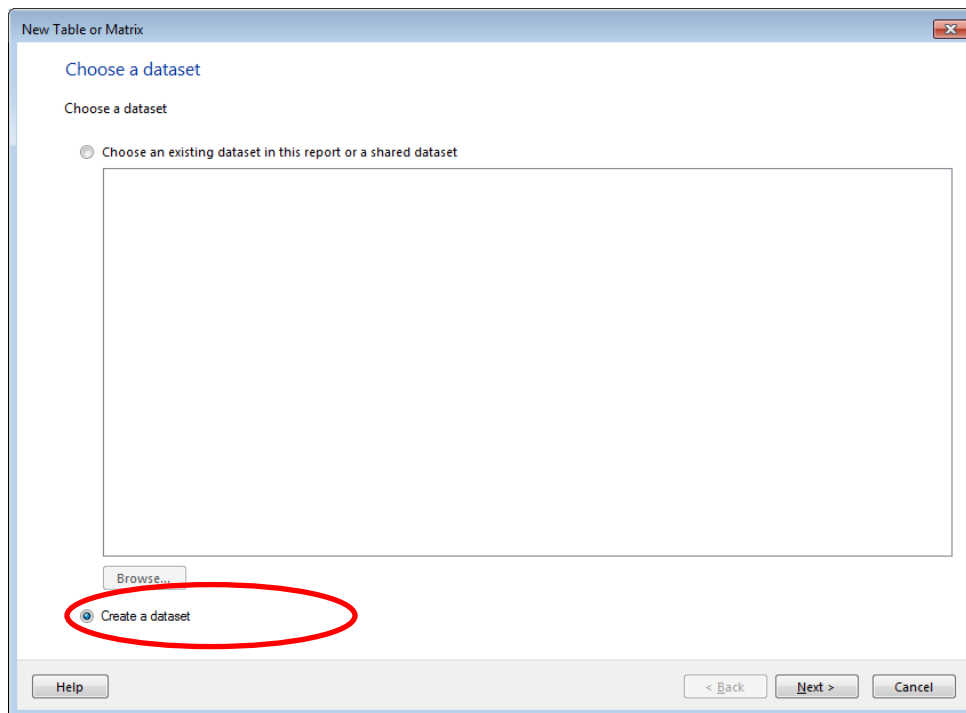 New Table or Matrix
Choose a dataset
Choose a dataset
Choose an existing dataset in this report or a shared dataset
Browse...
Create a dataset
Help
< Back
Next >
Cancel